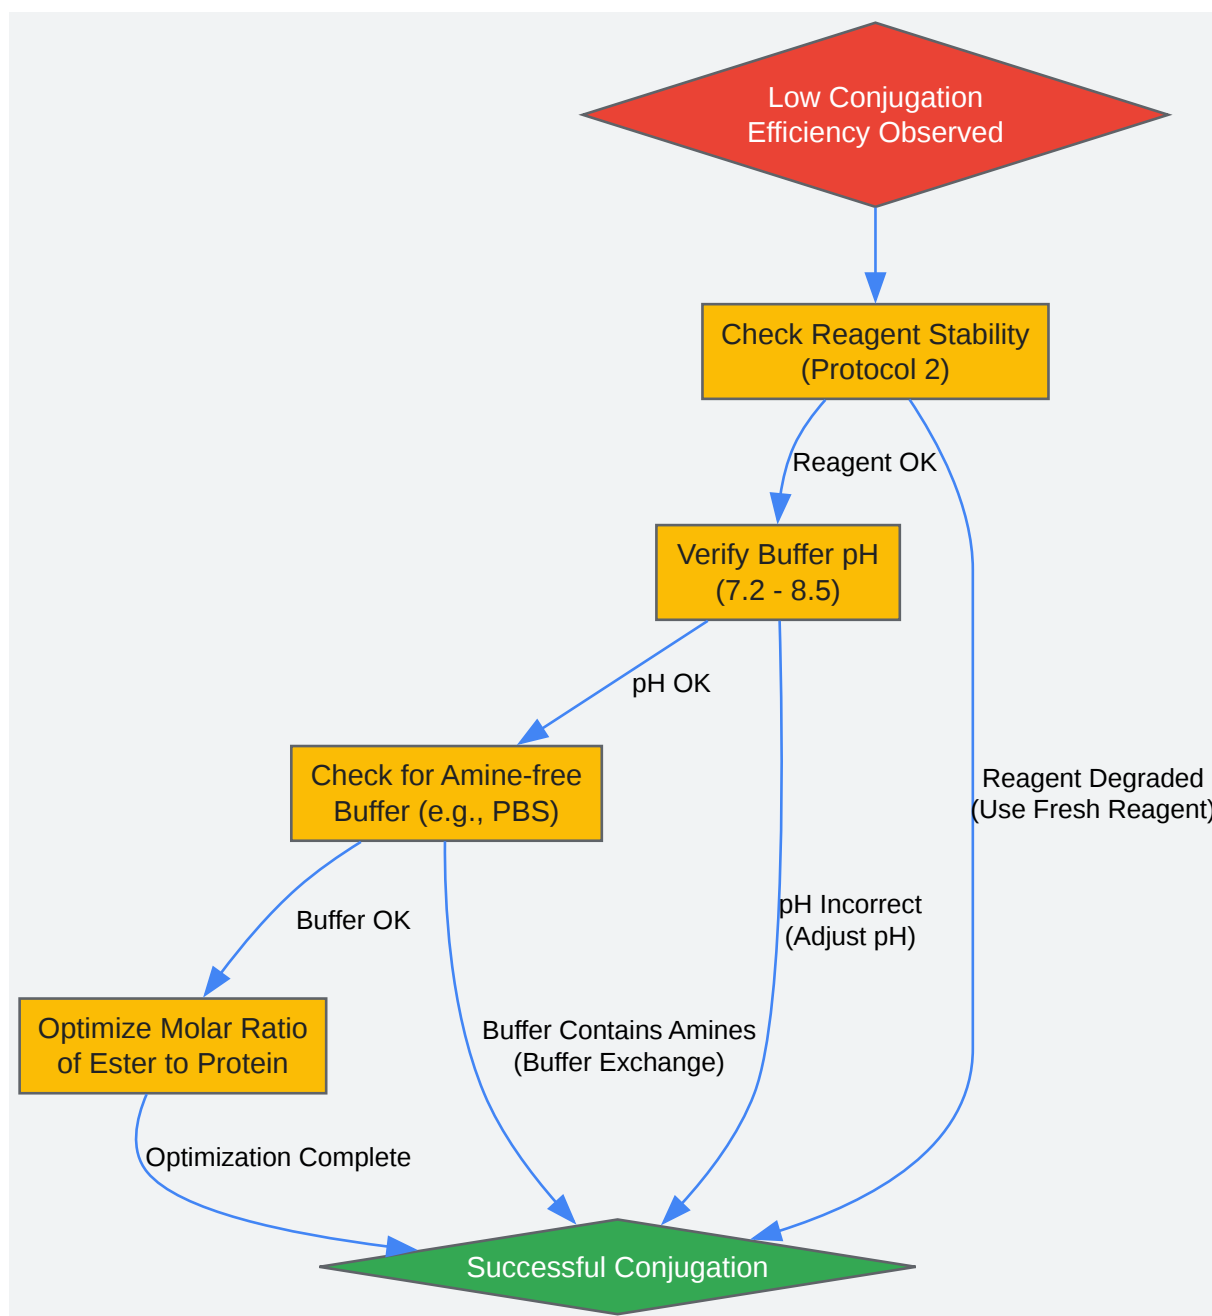 Low Conjugation
Efficiency Observed
Check Reagent Stability
(Protocol 2)
Reagent OK
Verify Buffer pH
(7.2 - 8.5)
pH OK
Check for Amine-free
Buffer (e.g., PBS)
Reagent Degraded
(Use Fresh Reagent)
pH Incorrect
(Adjust pH)
Buffer OK
Optimize Molar Ratio
of Ester to Protein
Buffer Contains Amines
(Buffer Exchange)
Optimization Complete
Successful Conjugation